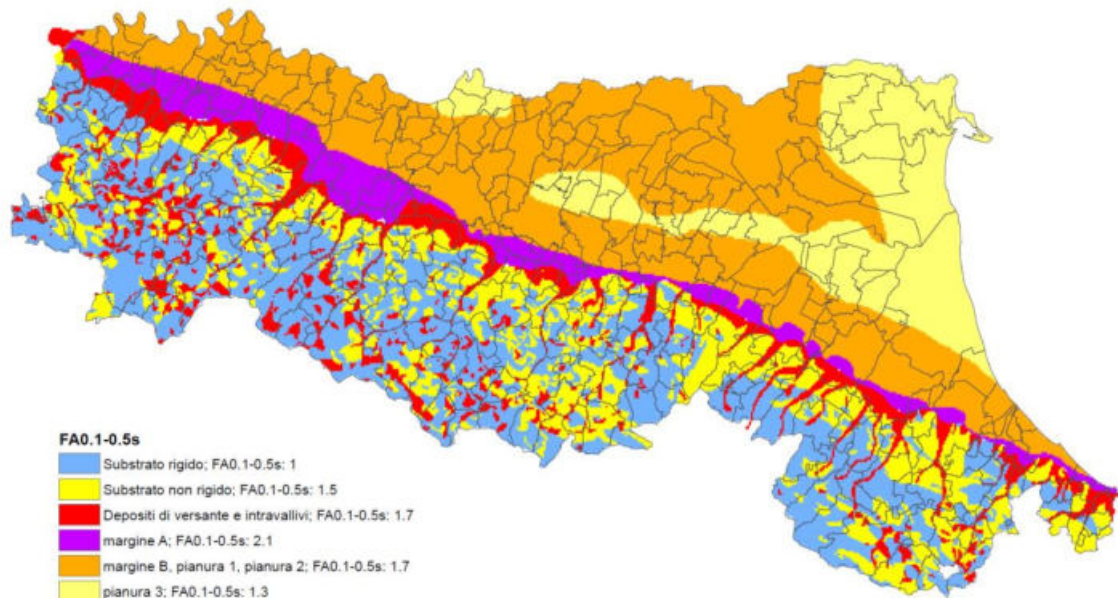 FA0.1-0.5s
Substrato rigido; FA0.1-0.5s: 1
Substrato non rigido; FA0.1-0.5s: 1.5
Depositi di versante e intravallivi; FA0.1-0.5s: 1.7
margine A; FA0.1-0.5s: 2.1
margine B, pianura 1, pianura 2; FA0.1-0.5s: 1.7
pianura 3; FA0.1-0.5s: 1.3